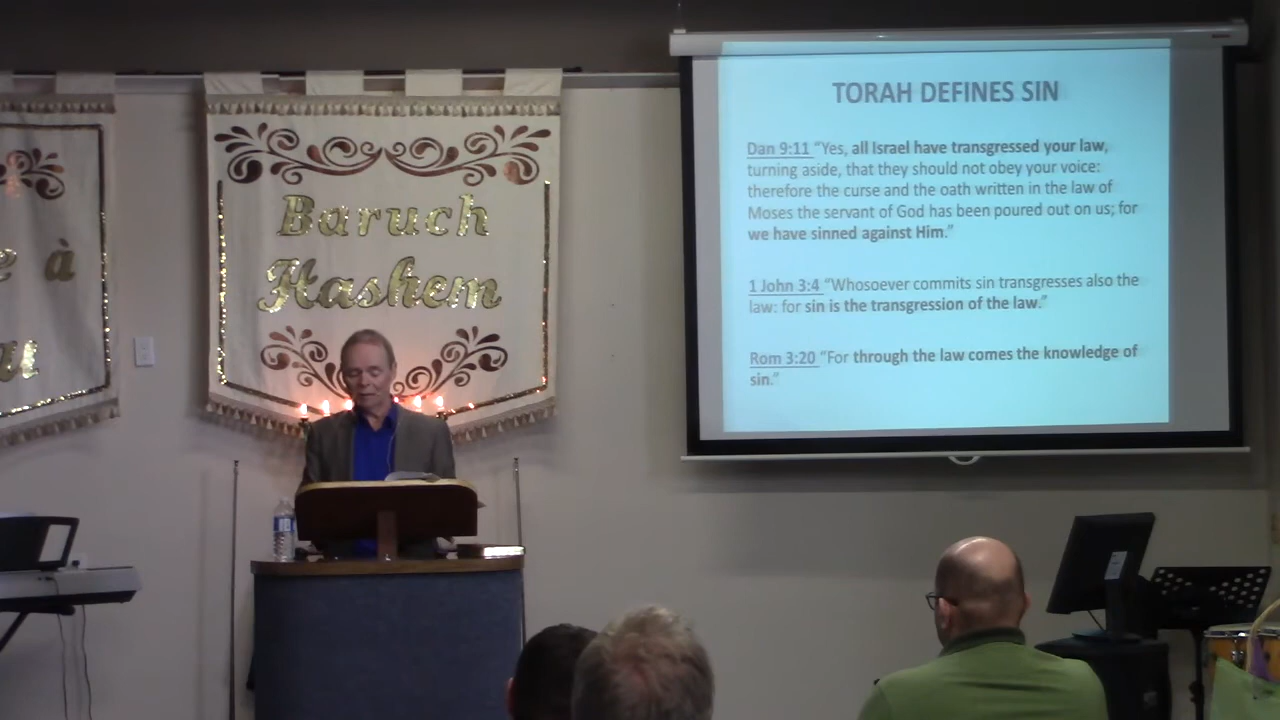 e à
au
Baruch
Hashem
TORAH DEFINES SIN
Dan 9:11 “Yes, all Israel have transgressed your law,
turning aside, that they should not obey your voice:
therefore the curse and the oath written in the law of
Moses the servant of God has been poured out on us; for
we have sinned against Him.”
1 John 3:4 “Whosoever commits sin transgresses also the
law: for sin is the transgression of the law.”
Rom 3:20 “For through the law comes the knowledge of
sin.”